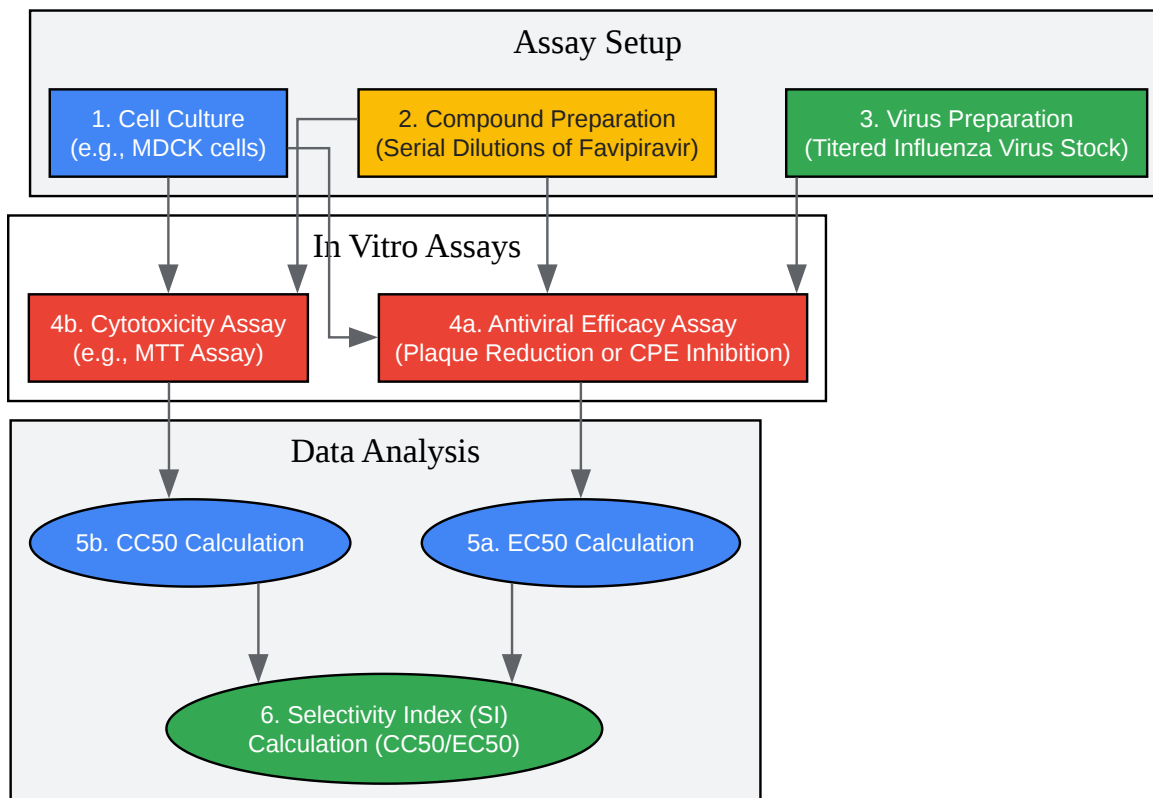 Assay Setup
1. Cell Culture
(e.g., MDCK cells)
2. Compound Preparation
(Serial Dilutions of Favipiravir)
3. Virus Preparation
(Titered Influenza Virus Stock)
In Vitro Assays
4b. Cytotoxicity Assay
(e.g., MTT Assay)
4a. Antiviral Efficacy Assay
(Plaque Reduction or CPE Inhibition)
Data Analysis
5b. CC50 Calculation
5a. EC50 Calculation
6. Selectivity Index (SI)
Calculation (CC50/EC50)